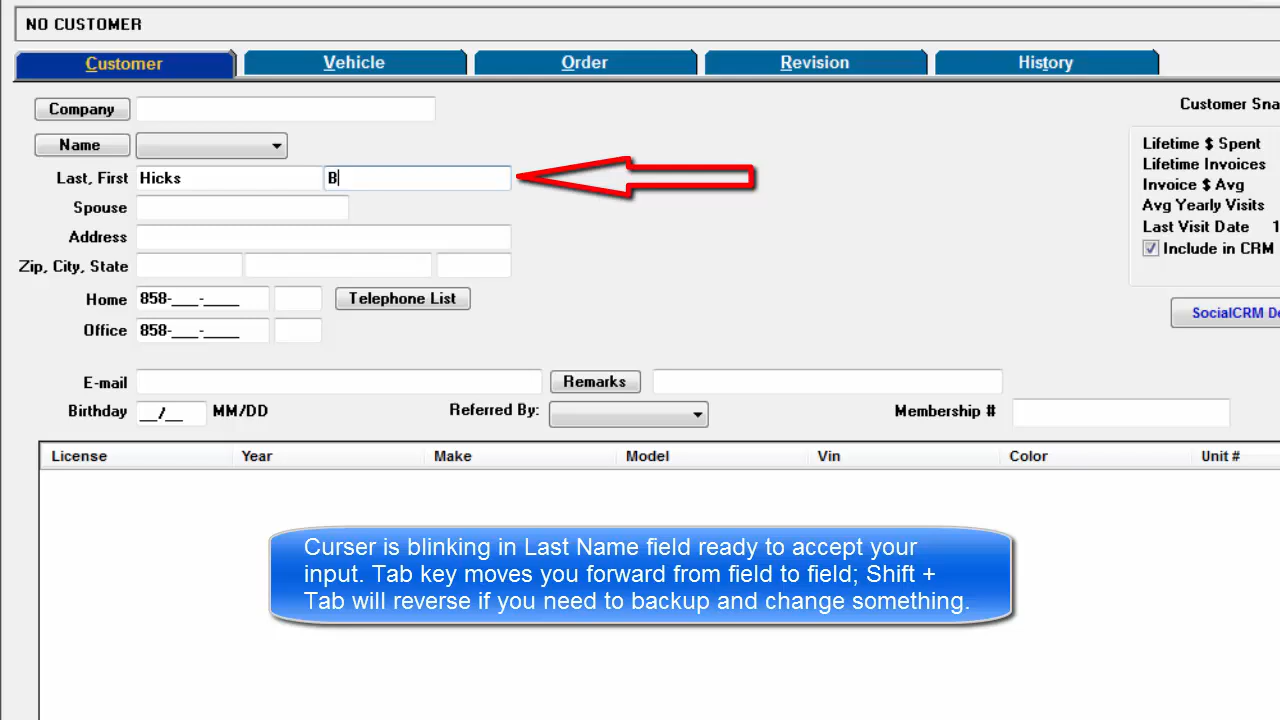 NO CUSTOMER
Customer Vehicle Order Revision History
Company
Name
Last, First Hicks B
Spouse
Address
Zip, City, State
Home 858-___-____ Telephone List
Office 858-___-____
E-mail Remarks
Birthday __/__ MM/DD Referred By: Membership #
Customer Sna
Lifetime $ Spent
Lifetime Invoices
Invoice $ Avg
Avg Yearly Visits
Last Visit Date 1
Include in CRM
SocialCRM De
License Year Make Model Vin Color Unit #
Curser is blinking in Last Name field ready to accept your
input. Tab key moves you forward from field to field; Shift +
Tab will reverse if you need to backup and change something.